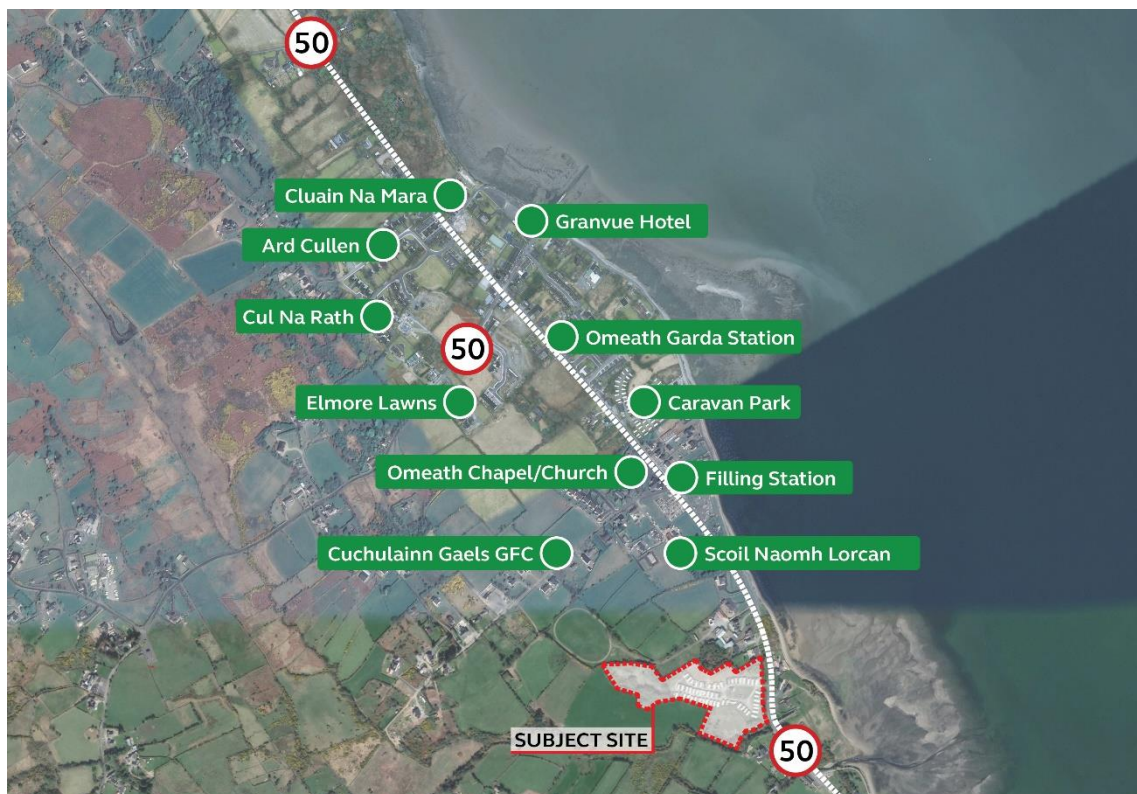 50
Cluain Na Mara
Granvue Hotel
Ard Cullen
Cul Na Rath
Omeath Garda Station
50
Elmore Lawns
Caravan Park
Omeath Chapel/Church
Filling Station
Cuchulainn Gaels GFC
Scoil Naomh Lorcan
SUBJECT SITE
50